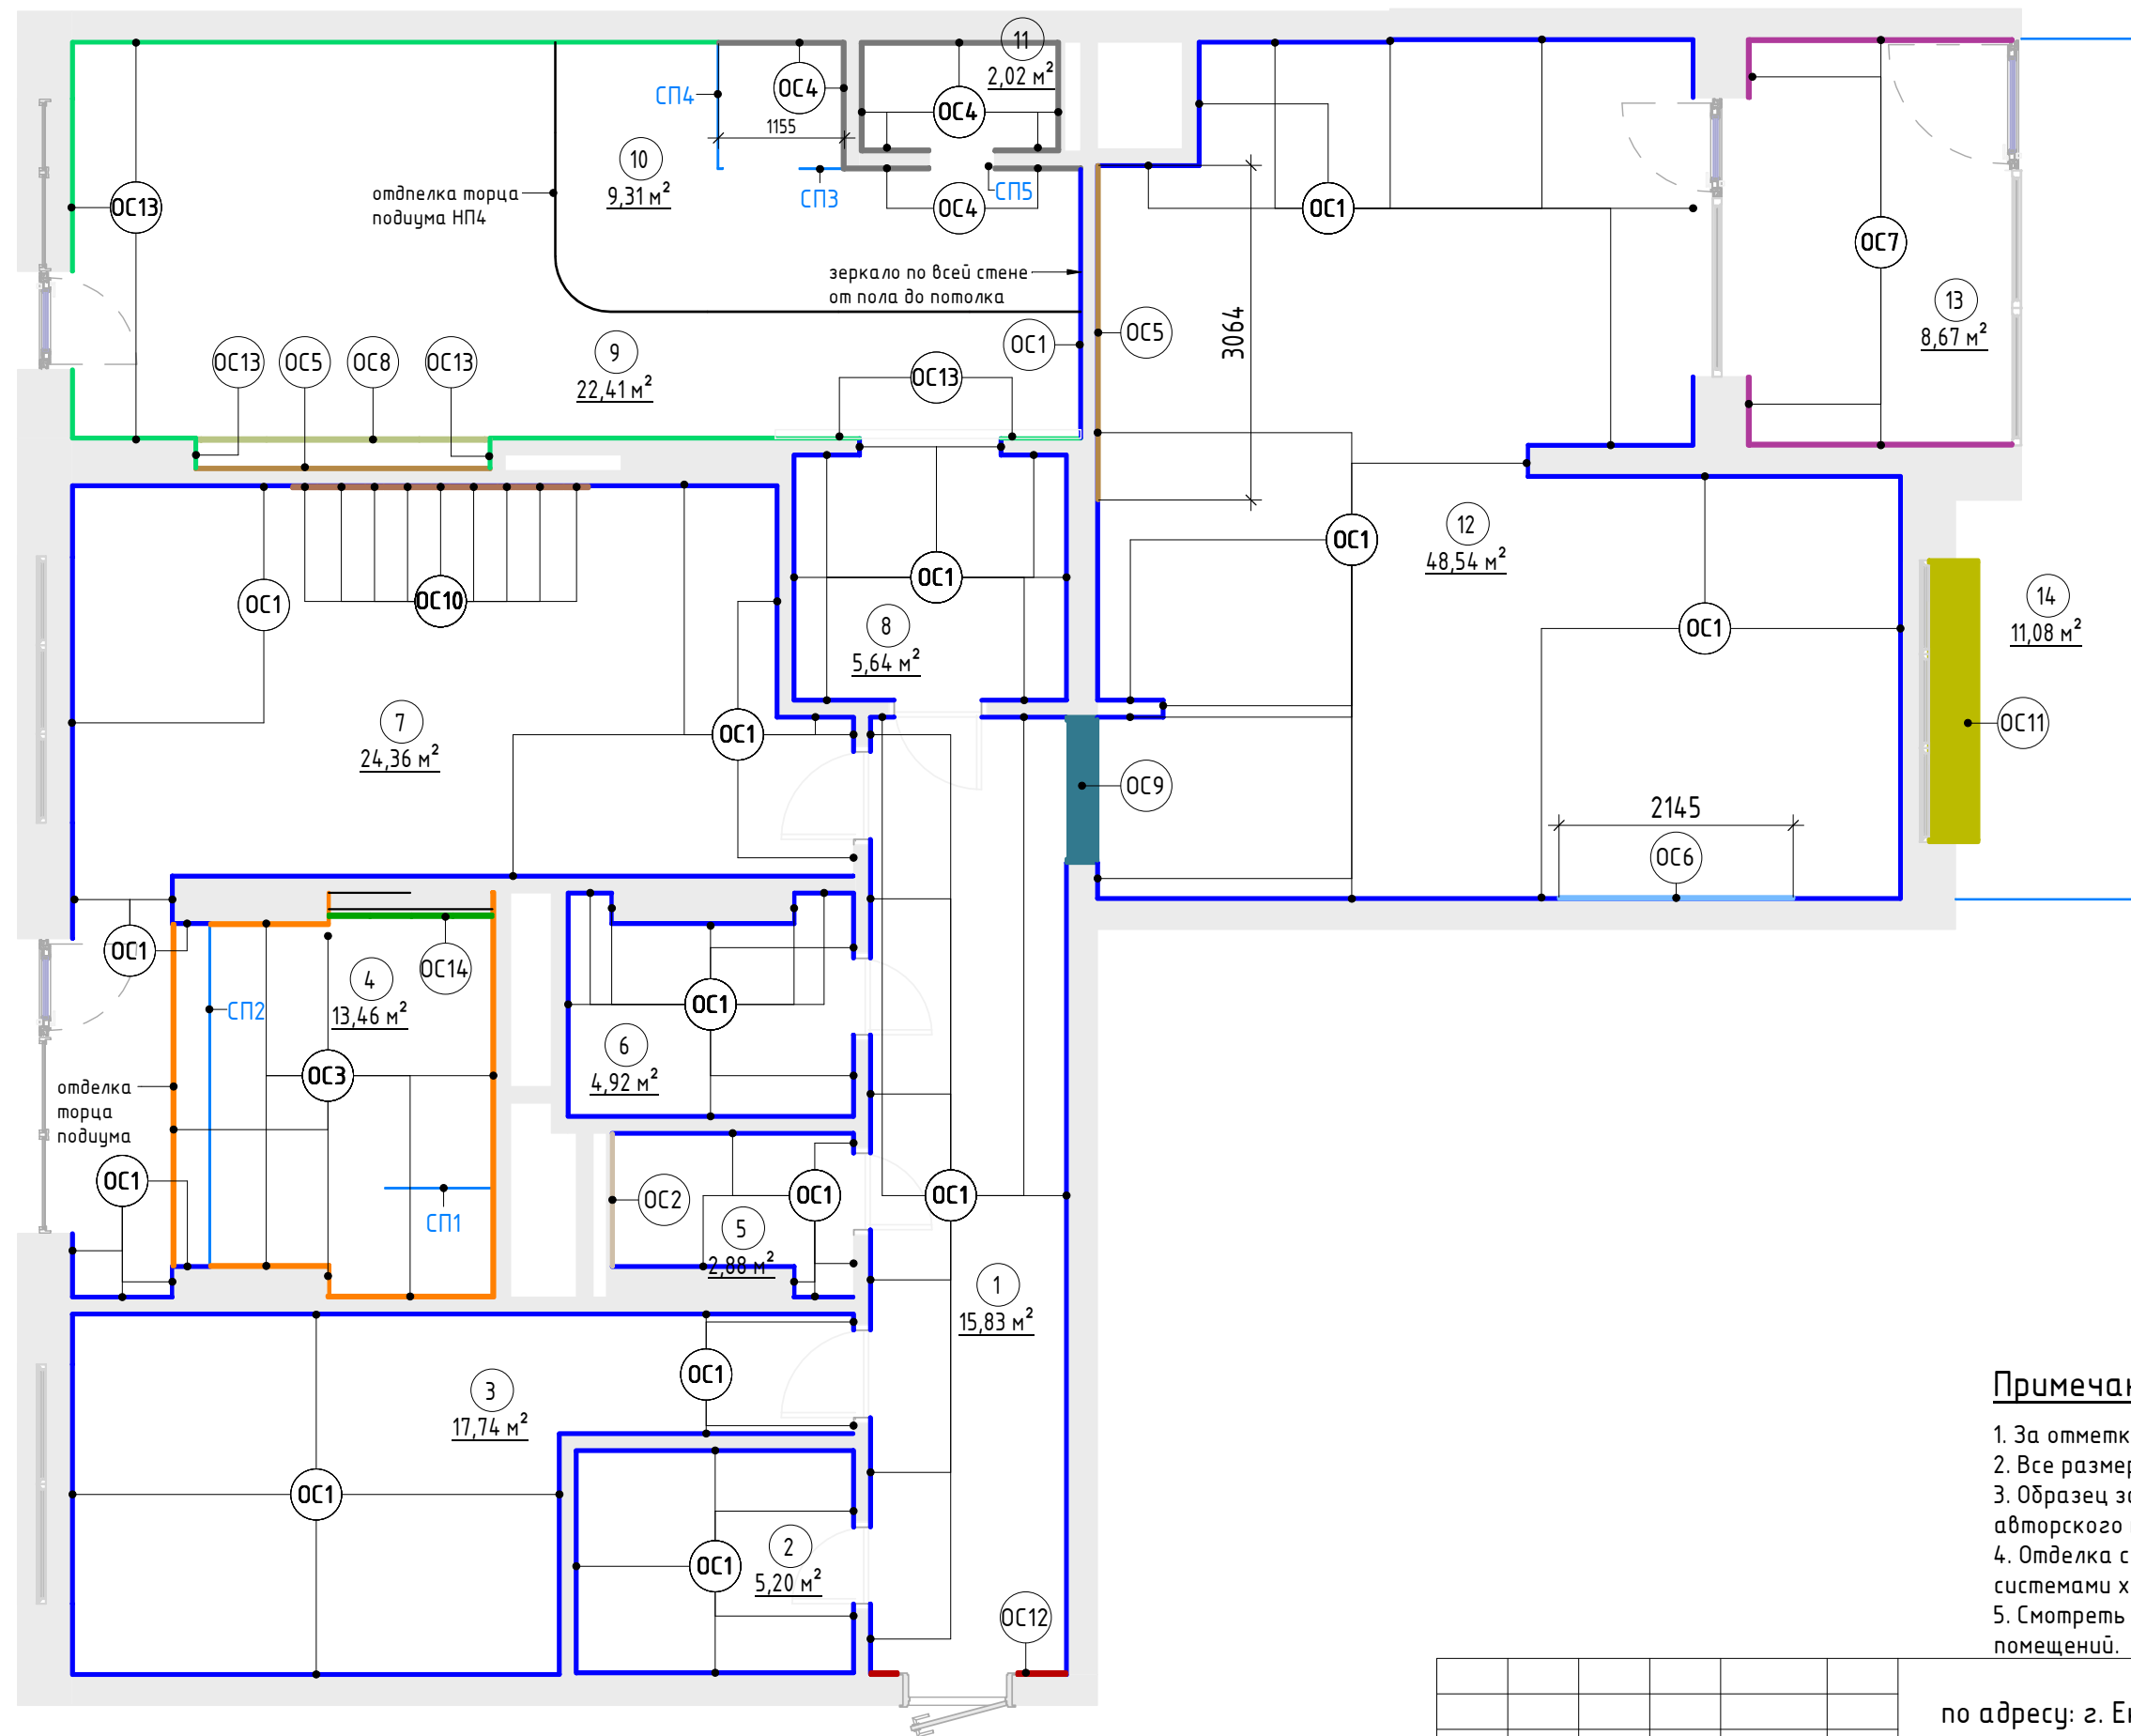 11
2,02 м²
ОС4
СП4
ОС4
1155
10
9,31 м²
отдпелка торца
подиума НП4
СП3
СП5
ОС4
ОС13
ОС1
ОС7
зеркало по всей стене
от пола до потолка
13
8,67 м²
ОС5
3064
ОС1
9
22,41 м²
ОС13
ОС5
ОС8
ОС13
ОС13
12
48,54 м²
ОС1
ОС1
ОС10
ОС1
8
5,64 м²
ОС1
14
11,08 м²
ОС11
7
24,36 м²
ОС1
ОС9
2145
ОС6
ОС1
ОС14
4
13,46 м²
СП2
ОС1
6
4,92 м²
ОС3
отделка
торца
подиума
ОС1
СП1
ОС2
ОС1
5
2,88 м²
ОС1
1
15,83 м²
ОС1
3
17,74 м²
ОС1
2
5,20 м²
ОС1
ОС12
Примечан
1. За отметк
2. Все размер
3. Образец за
авторского
4. Отделка с
системами х
5. Смотреть
помещений.
по адресу: г. Ек